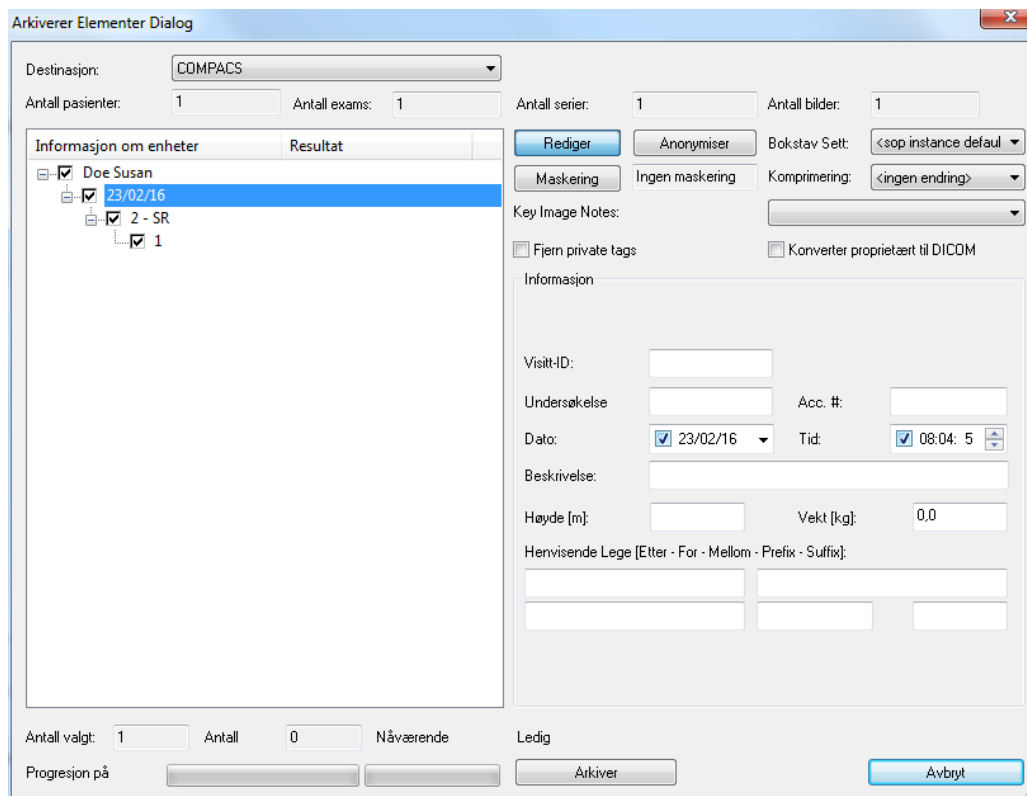 Arkiverer Elementer Dialog
Destinasjon: COMPACS
Antall pasienter: 1 Antall exams: 1 Antall serier: 1 Antall bilder: 1
Informasjon om enheter Resultat
Doe Susan
23/02/16
2 - SR
1
Rediger Anonymiser Bokstav Sett: <sop instance defaul
Maskering Ingen maskering Komprimering: <ingen endring>
Key Image Notes:
Fjern private tags Konverter proprietært til DICOM
Informasjon
Visitt-ID:
Undersøkelse Acc. #:
Dato: 23/02/16 Tid: 08:04: 5
Beskrivelse:
Høyde [m]: Vekt [kg]: 0,0
Henvisende Lege [Etter - For - Mellom - Prefix - Suffix]:
Antall valgt: 1 Antall 0 Nåværende Ledig
Progresjon på Arkiver Avbryt